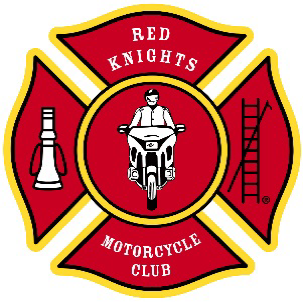 RED
KNIGHTS
®
MOTORCYCLE
CLUB